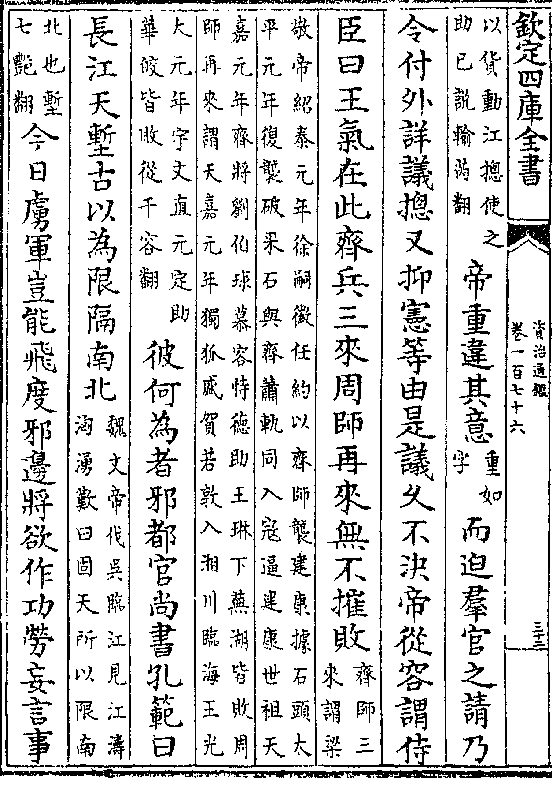 欽定四庫全書
資治通鑑
卷一百七十六
三十三
以貨動江摠使之
助已説輸芮翻
帝重違其意
重如
字
而迫羣官之請乃
令付外詳議摠又抑憲等由是議久不決帝從容謂侍
臣曰王氣在此齊兵三來周師再來無不摧敗
齊師三
來謂梁
敬帝紹泰元年徐嗣徽任約以齊師襲建康據石頭太
平元年復襲破采石與齊蕭軌同入寇逼建康世祖天
嘉元年齊將劉伯球慕容恃德助王琳下蕪湖皆敗周
師再來謂天嘉元年獨孤盛賀若敦入湘川臨海王光
大元年宇文直元定助
華皎皆敗從千容翻
彼何為者邪都官尚書孔範曰
長江天塹古以為限隔南北
魏文帝伐吳臨江見江濤
洶湧歎曰固天所以限南
北也塹
七艷翻
今日虜軍豈能飛度邪邊將欲作功勞妄言事